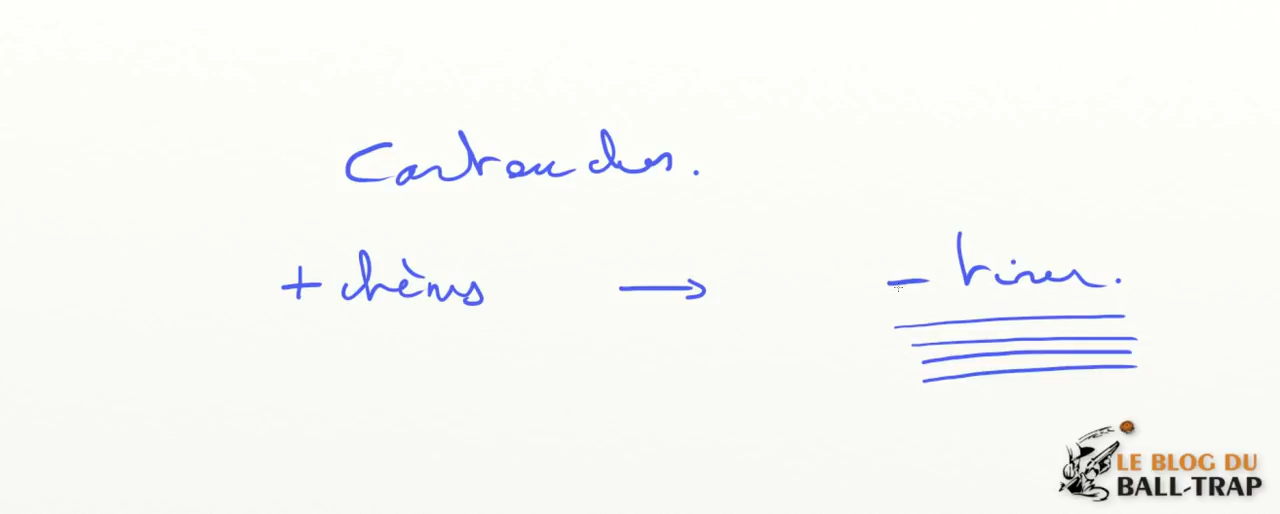 Cartouches.
+ chères → - tirer.
LE BLOG DU
BALL-TRAP